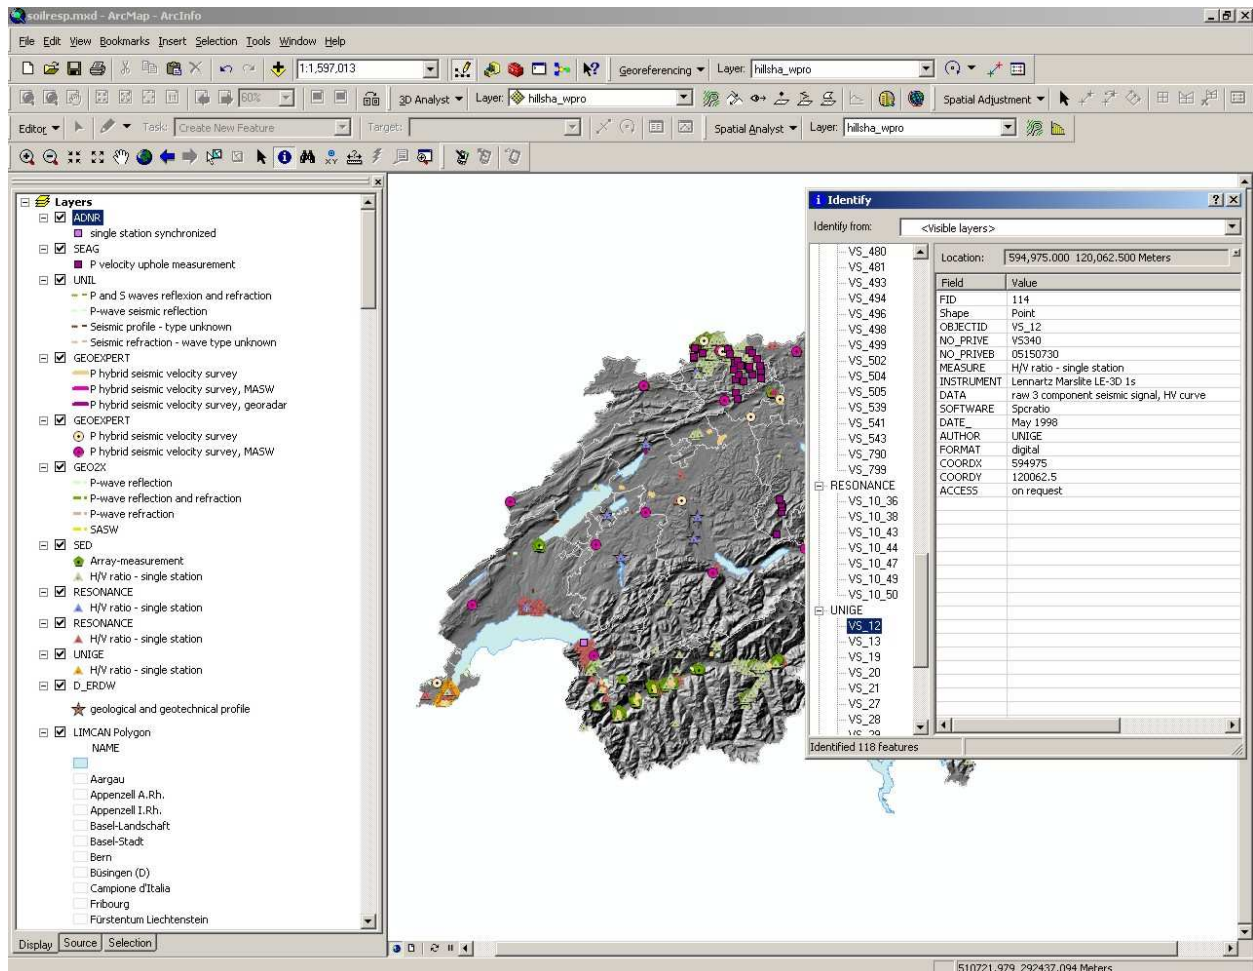 soilresp.mxd - ArcMap - ArcInfo
File Edit View Bookmarks Insert Selection Tools Window Help
1:1,597,013 Georeferencing Layer: hillsha_wpro
60% 3D Analyst Layer: hillsha_wpro Spatial Adjustment
Editor Task: Create New Feature Target: Spatial Analyst Layer: hillsha_wpro
Layers
ADNR
single station synchronized
SEAG
P velocity uphole measurement
UNIL
P and S waves reflexion and refraction
P-wave seismic reflection
Seismic profile - type unknown
Seismic refraction - wave type unknown
GEOEXPERT
P hybrid seismic velocity survey
P hybrid seismic velocity survey, MASW
P hybrid seismic velocity survey, georadar
GEOEXPERT
P hybrid seismic velocity survey
P hybrid seismic velocity survey, MASW
GEO2X
P-wave reflection
P-wave reflection and refraction
P-wave refraction
SASW
SED
Array-measurement
H/V ratio - single station
RESONANCE
H/V ratio - single station
RESONANCE
H/V ratio - single station
UNIGE
H/V ratio - single station
D_ERDW
geological and geotechnical profile
LIMCAN Polygon
NAME
Aargau
Appenzell A.Rh.
Appenzell I.Rh.
Basel-Landschaft
Basel-Stadt
Bern
Büsingen (D)
Campione d'Italia
Fribourg
Fürstentum Liechtenstein
Display Source Selection
Identify
Identify from: <Visible layers>
VS_480
VS_481
VS_493
VS_494
VS_496
VS_498
VS_499
VS_502
VS_504
VS_505
VS_539
VS_541
VS_543
VS_790
VS_799
RESONANCE
VS_10_36
VS_10_38
VS_10_43
VS_10_44
VS_10_47
VS_10_49
VS_10_50
UNIGE
VS_12
VS_13
VS_19
VS_20
VS_21
VS_27
VS_28
VS_29
Location: 594,975.000 120,062.500 Meters
Field Value
FID 114
Shape Point
OBJECTID VS_12
NO_PRIVE VS340
NO_PRIVEB 05150730
MEASURE H/V ratio - single station
INSTRUMENT Lennartz Marslite LE-3D 1s
DATA raw 3 component seismic signal, HV curve
SOFTWARE Spcratio
DATE_ May 1998
AUTHOR UNIGE
FORMAT digital
COORDX 594975
COORDY 120062.5
ACCESS on request
Identified 118 features
510721.979 292437.094 Meters